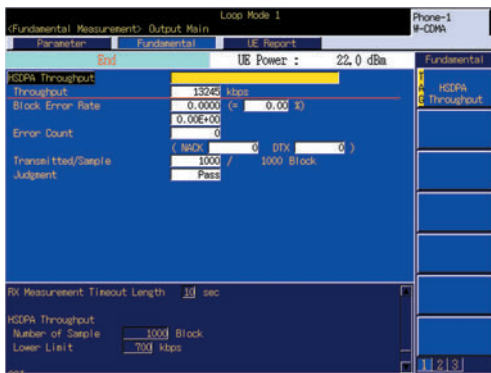 Loop Mode 1
Phone-1
W-CDMA
<Fundamental Measurement> Output Main
Parameter Fundamental UE Report
End UE Power : 22.0 dBm Fundamental
HSDPA Throughput
TAG HSDPA Throughput
Throughput 13245 kbps
Block Error Rate 0.0000 (= 0.00 %)
0.00E+00
Error Count 0
( NACK 0 DTX 0 )
Transmitted/Sample 1000 / 1000 Block
Judgment Pass
RX Measurement Timeout Length 10 sec
HSDPA Throughput
Number of Sample 1000 Block
Lower Limit 700 kbps
1 2 3